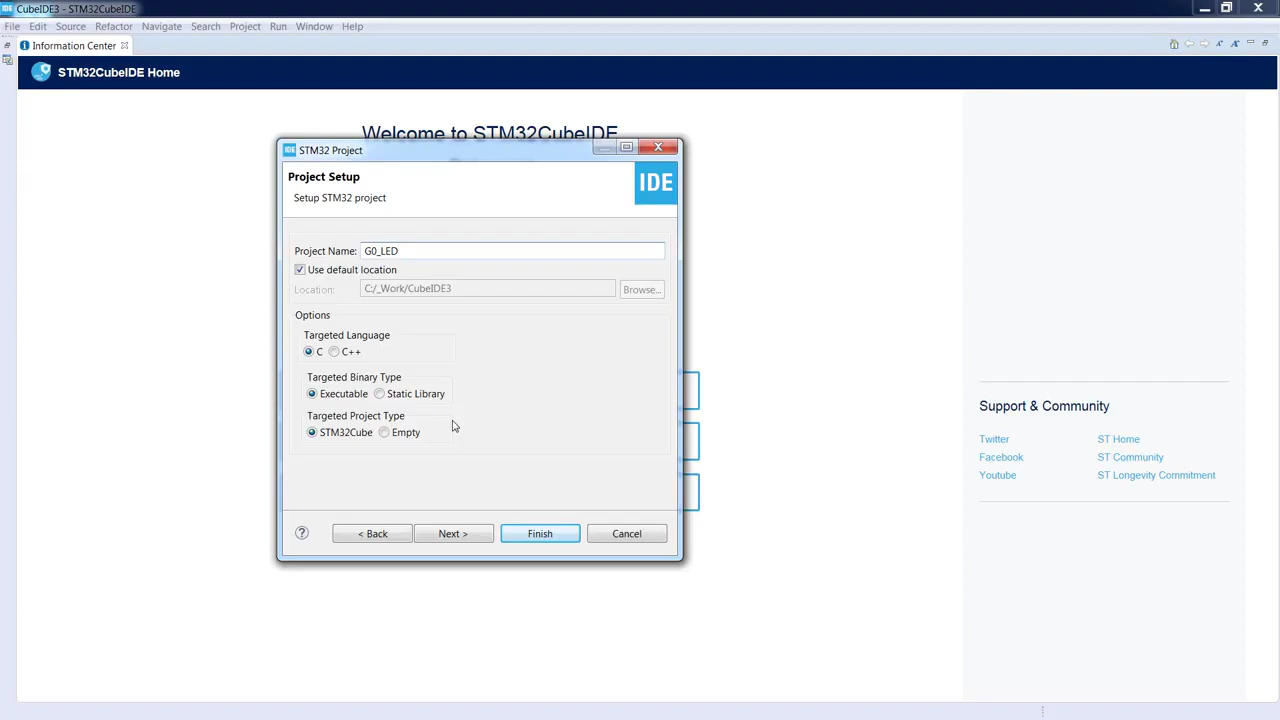 IDE CubeIDE3 - STM32CubeIDE
File Edit Source Refactor Navigate Search Project Run Window Help
Information Center
STM32CubeIDE Home
Welcome to STM32CubeIDE
IDE STM32 Project
Project Setup
Setup STM32 project
IDE
Project Name: G0_LED
Use default location
Location: C:/_Work/CubeIDE3 Browse...
Options
Targeted Language
C C++
Targeted Binary Type
Executable Static Library
Targeted Project Type
STM32Cube Empty
? < Back Next > Finish Cancel
Support & Community
Twitter ST Home
Facebook ST Community
Youtube ST Longevity Commitment